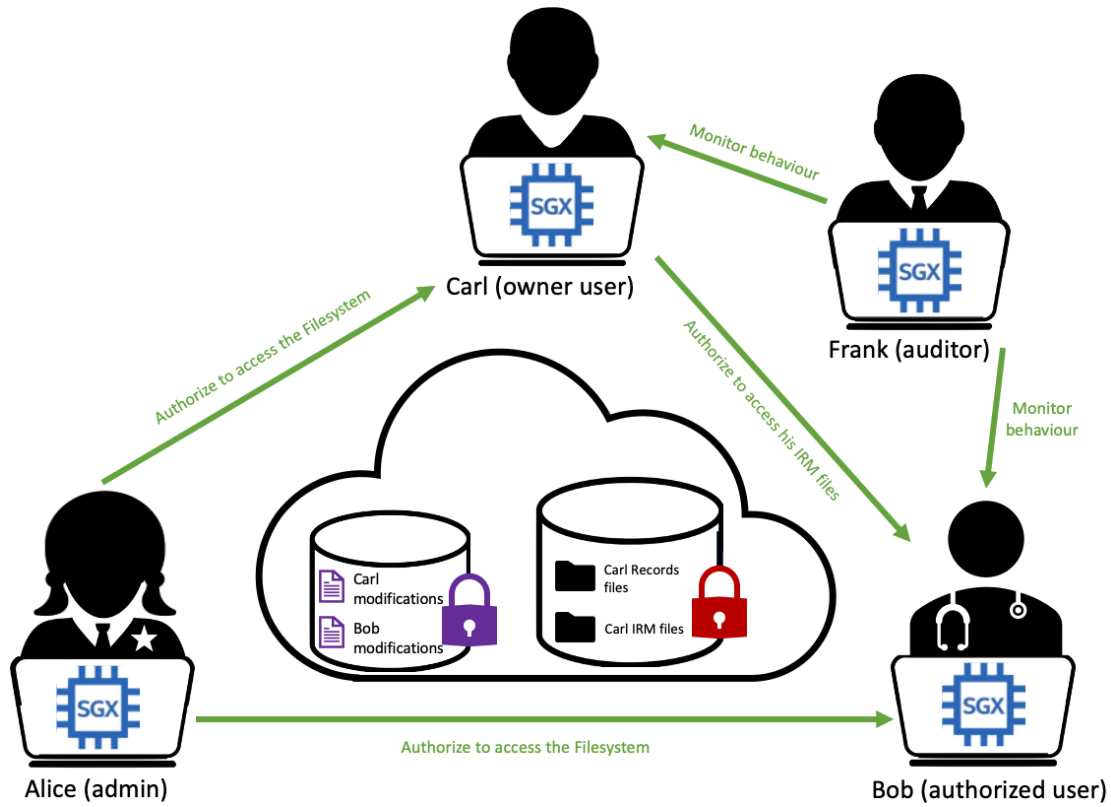 SGX
Monitor behaviour
SGX
Carl (owner user)
Frank (auditor)
Authorize to access the Filesystem
Authorize to access his IRM files
Monitor
behaviour
Carl
modifications
Bob
modifications
Carl Records
files
Carl IRM files
SGX
SGX
Authorize to access the Filesystem
Alice (admin)
Bob (authorized user)